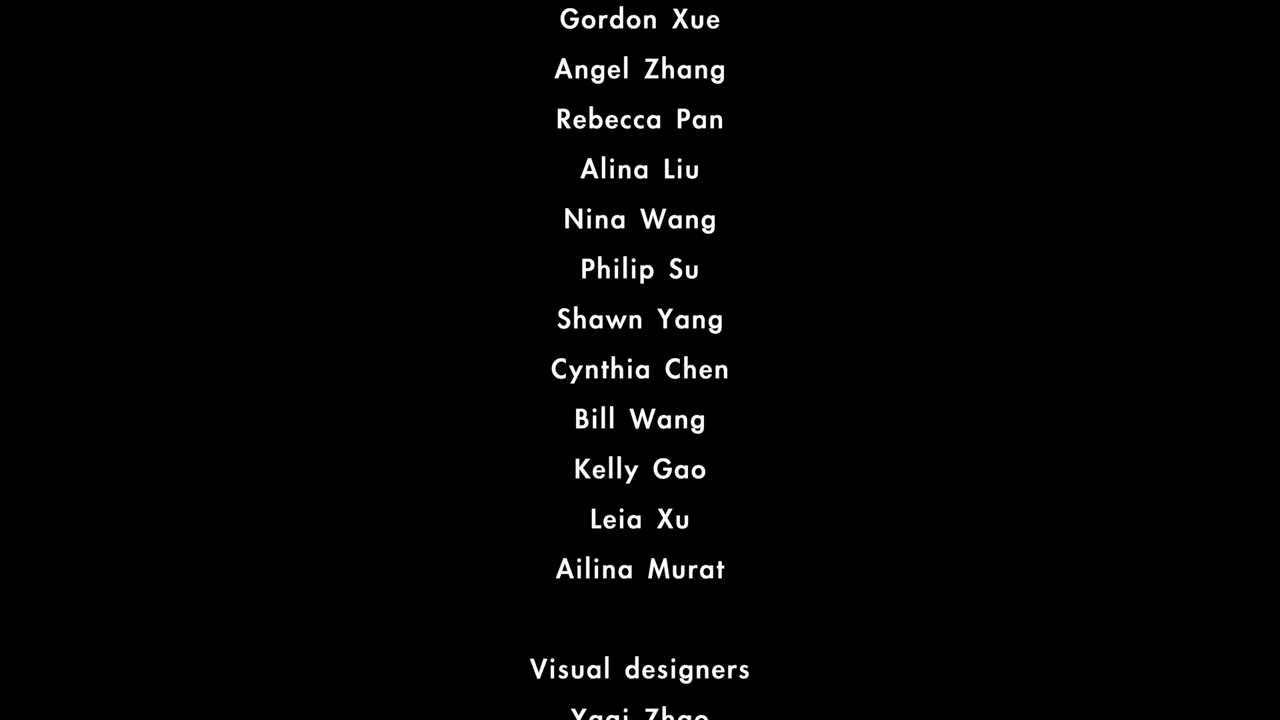 Gordon Xue
Angel Zhang
Rebecca Pan
Alina Liu
Nina Wang
Philip Su
Shawn Yang
Cynthia Chen
Bill Wang
Kelly Gao
Leia Xu
Ailina Murat
Visual designers